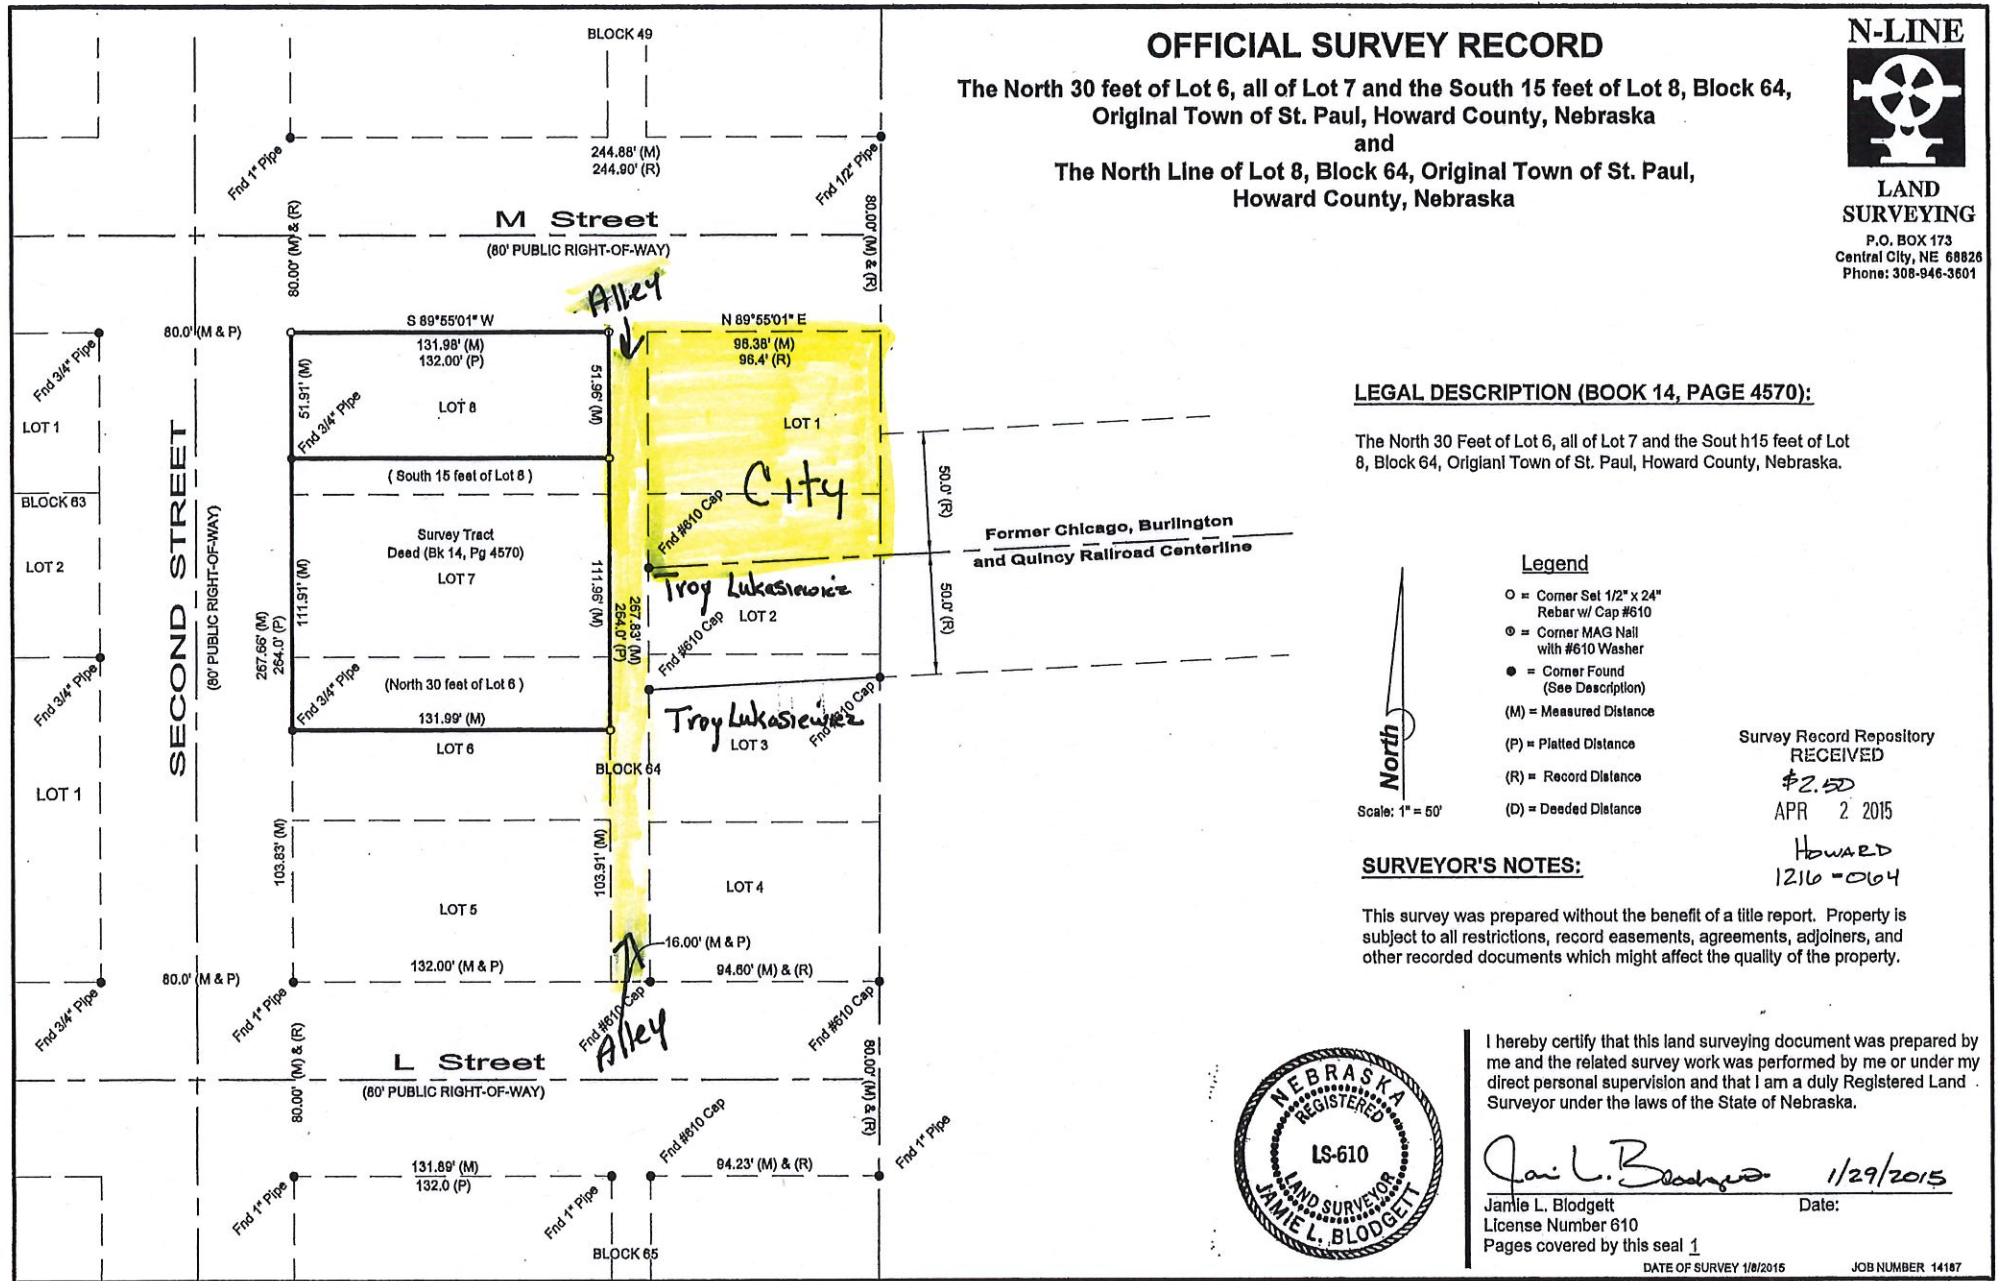 OFFICIAL SURVEY RECORD
The North 30 feet of Lot 6, all of Lot 7 and the South 15 feet of Lot 8, Block 64,
Original Town of St. Paul, Howard County, Nebraska
and
The North Line of Lot 8, Block 64, Original Town of St. Paul,
Howard County, Nebraska
N-LINE
LAND
SURVEYING
P.O. BOX 173
Central City, NE 68826
Phone: 308-946-3601
BLOCK 49
Fnd 1" Pipe
244.88' (M)
244.90' (R)
Fnd 1/2" Pipe
80.00' (M) & (R)
M Street
(80' PUBLIC RIGHT-OF-WAY)
80.00' (M) & (R)
Alley
80.0' (M & P)
S 89°55'01" W
131.98' (M)
132.00' (P)
N 89°55'01" E
96.38' (M)
96.4' (R)
Fnd 3/4" Pipe
51.91' (M)
Fnd 3/4" Pipe
LOT 8
51.96' (M)
LOT 1
LOT 1
( South 15 feet of Lot 8 )
City
BLOCK 63
LOT 2
SECOND STREET
(80' PUBLIC RIGHT-OF-WAY)
Survey Tract
Deed (Bk 14, Pg 4570)
LOT 7
111.91' (M)
111.96' (M)
267.66' (M)
264.0' (P)
267.83' (M)
264.0' (P)
Fnd #610 Cap
Troy Lukasiewicz
LOT 2
Fnd #610 Cap
50.0' (R)
Former Chicago, Burlington
and Quincy Railroad Centerline
50.0' (R)
Fnd 3/4" Pipe
Fnd 3/4" Pipe
(North 30 feet of Lot 6 )
131.99' (M)
LOT 6
Troy Lukasiewicz
LOT 3
Fnd #610 Cap
BLOCK 64
LOT 1
103.83' (M)
103.91' (M)
LOT 4
LOT 5
16.00' (M & P)
80.0' (M & P)
132.00' (M & P)
94.60' (M) & (R)
Fnd 3/4" Pipe
Fnd 1" Pipe
Fnd #610 Cap
Alley
Fnd #610 Cap
80.00' (M) & (R)
L Street
(80' PUBLIC RIGHT-OF-WAY)
80.00' (M) & (R)
Fnd #610 Cap
Fnd 1" Pipe
131.89' (M)
132.0 (P)
94.23' (M) & (R)
Fnd 1" Pipe
Fnd 1" Pipe
BLOCK 65
LEGAL DESCRIPTION (BOOK 14, PAGE 4570):
The North 30 Feet of Lot 6, all of Lot 7 and the Sout h15 feet of Lot
8, Block 64, Origianl Town of St. Paul, Howard County, Nebraska.
North
Scale: 1" = 50'
Legend
= Corner Set 1/2" x 24"
Rebar w/ Cap #610
= Corner MAG Nail
with #610 Washer
= Corner Found
(See Description)
(M) = Measured Distance
(P) = Platted Distance
(R) = Record Distance
(D) = Deeded Distance
Survey Record Repository
RECEIVED
$2.50
APR 2 2015
HOWARD
1216-064
SURVEYOR'S NOTES:
This survey was prepared without the benefit of a title report. Property is
subject to all restrictions, record easements, agreements, adjoiners, and
other recorded documents which might affect the quality of the property.
NEBRASKA
REGISTERED
LS-610
LAND SURVEYOR
JAMIE L. BLODGETT
I hereby certify that this land surveying document was prepared by
me and the related survey work was performed by me or under my
direct personal supervision and that I am a duly Registered Land
Surveyor under the laws of the State of Nebraska.
1/29/2015
Jamie L. Blodgett
Date:
License Number 610
Pages covered by this seal 1
DATE OF SURVEY 1/8/2015
JOB NUMBER 14187